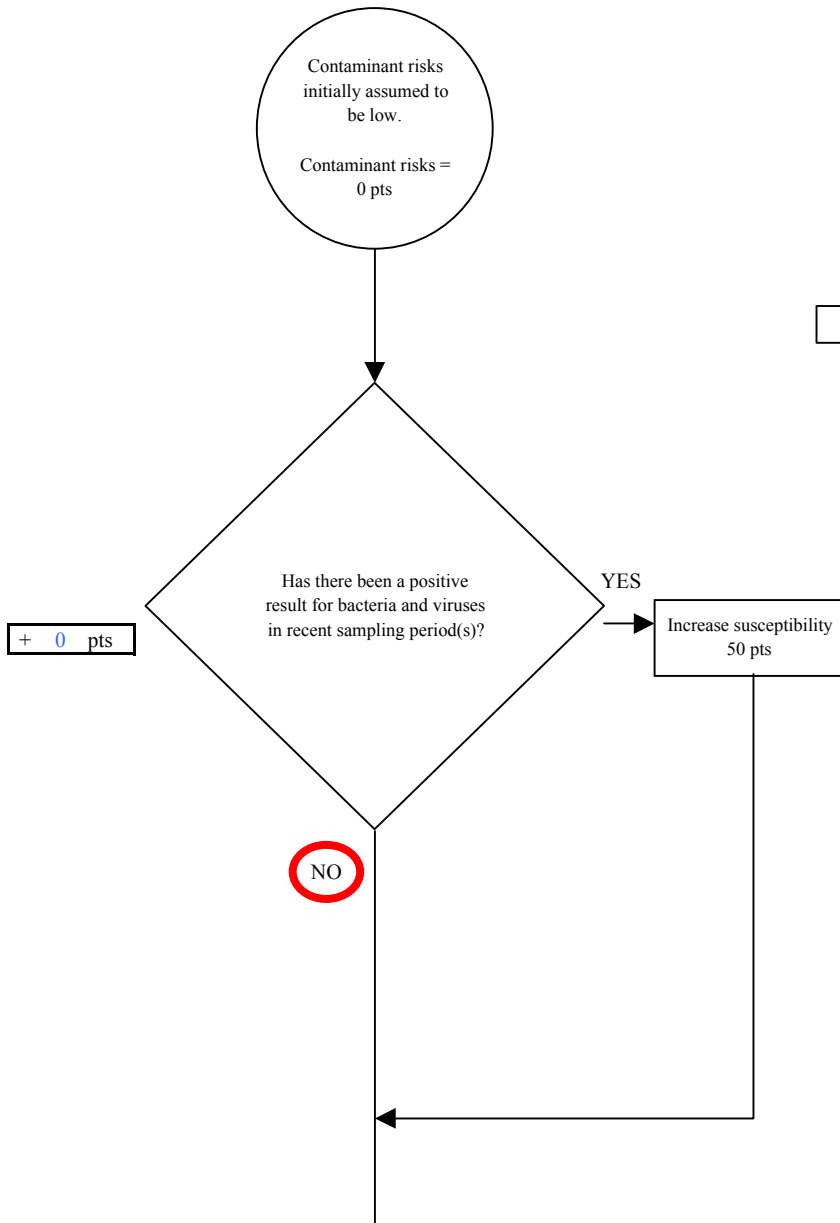 Contaminant risks
initially assumed to
be low.
Contaminant risks =
0 pts
Has there been a positive
result for bacteria and viruses
in recent sampling period(s)?
YES
+ 0 pts
Increase susceptibility
50 pts
NO